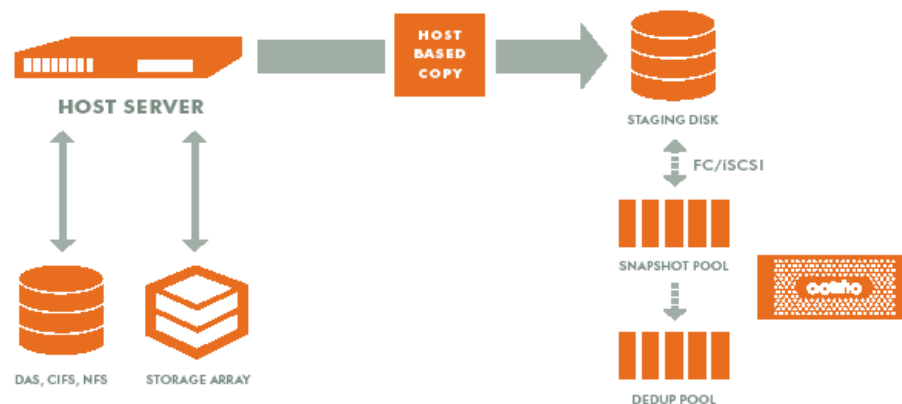 HOST
BASED
COPY
HOST SERVER
STAGING DISK
FC/iSCSI
SNAPSHOT POOL
DAS, CIFS, NFS
STORAGE ARRAY
DEDUP POOL